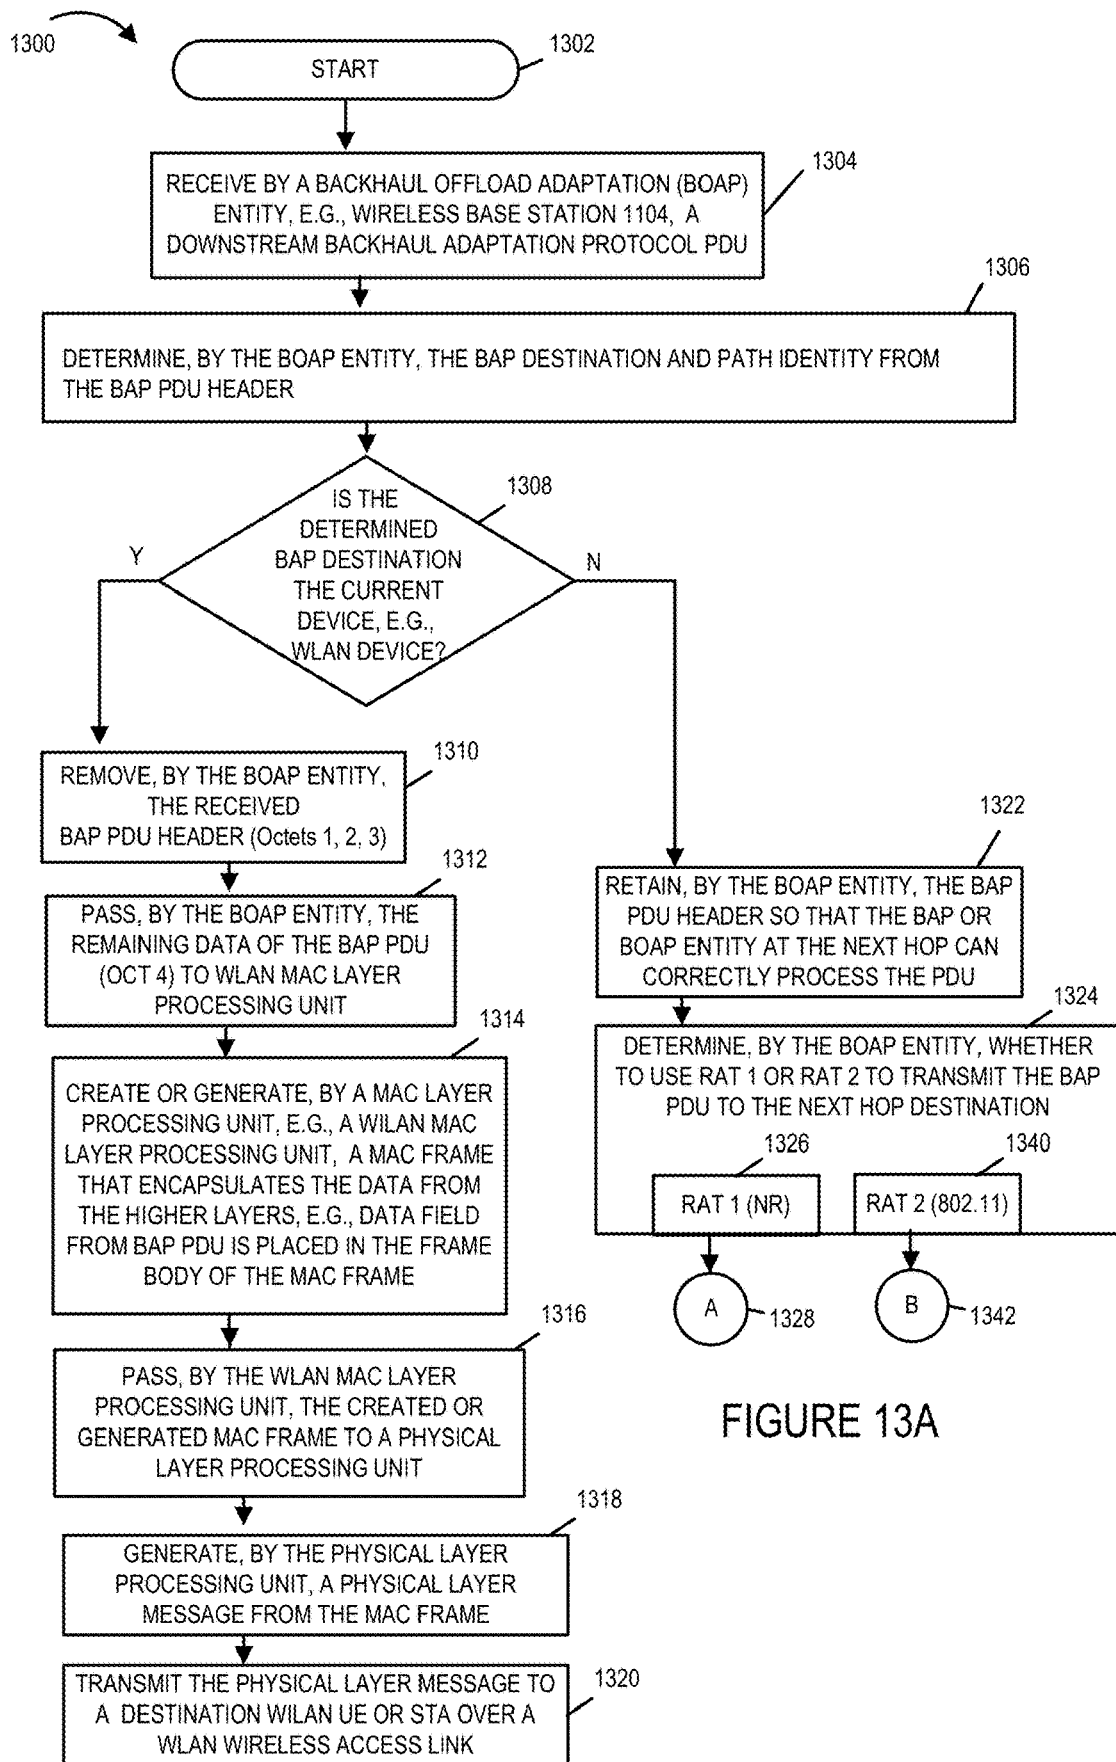 1300
START
1302
RECEIVE BY A BACKHAUL OFFLOAD ADAPTATION (BOAP)
ENTITY, E.G., WIRELESS BASE STATION 1104, A
DOWNSTREAM BACKHAUL ADAPTATION PROTOCOL PDU
1304
1306
DETERMINE, BY THE BOAP ENTITY, THE BAP DESTINATION AND PATH IDENTITY FROM
THE BAP PDU HEADER
1308
IS THE
DETERMINED
BAP DESTINATION
THE CURRENT
DEVICE, E.G.,
WLAN DEVICE?
Y
N
1310
REMOVE, BY THE BOAP ENTITY,
THE RECEIVED
BAP PDU HEADER (Octets 1, 2, 3)
1312
PASS, BY THE BOAP ENTITY, THE
REMAINING DATA OF THE BAP PDU
(OCT 4) TO WLAN MAC LAYER
PROCESSING UNIT
1314
CREATE OR GENERATE, BY A MAC LAYER
PROCESSING UNIT, E.G., A WILAN MAC
LAYER PROCESSING UNIT, A MAC FRAME
THAT ENCAPSULATES THE DATA FROM
THE HIGHER LAYERS, E.G., DATA FIELD
FROM BAP PDU IS PLACED IN THE FRAME
BODY OF THE MAC FRAME
1316
PASS, BY THE WLAN MAC LAYER
PROCESSING UNIT, THE CREATED OR
GENERATED MAC FRAME TO A PHYSICAL
LAYER PROCESSING UNIT
1318
GENERATE, BY THE PHYSICAL LAYER
PROCESSING UNIT, A PHYSICAL LAYER
MESSAGE FROM THE MAC FRAME
1320
TRANSMIT THE PHYSICAL LAYER MESSAGE TO
A DESTINATION WILAN UE OR STA OVER A
WLAN WIRELESS ACCESS LINK
1322
RETAIN, BY THE BOAP ENTITY, THE BAP
PDU HEADER SO THAT THE BAP OR
BOAP ENTITY AT THE NEXT HOP CAN
CORRECTLY PROCESS THE PDU
1324
DETERMINE, BY THE BOAP ENTITY, WHETHER
TO USE RAT 1 OR RAT 2 TO TRANSMIT THE BAP
PDU TO THE NEXT HOP DESTINATION
1326
RAT 1 (NR)
1340
RAT 2 (802.11)
A
1328
B
1342
FIGURE 13A